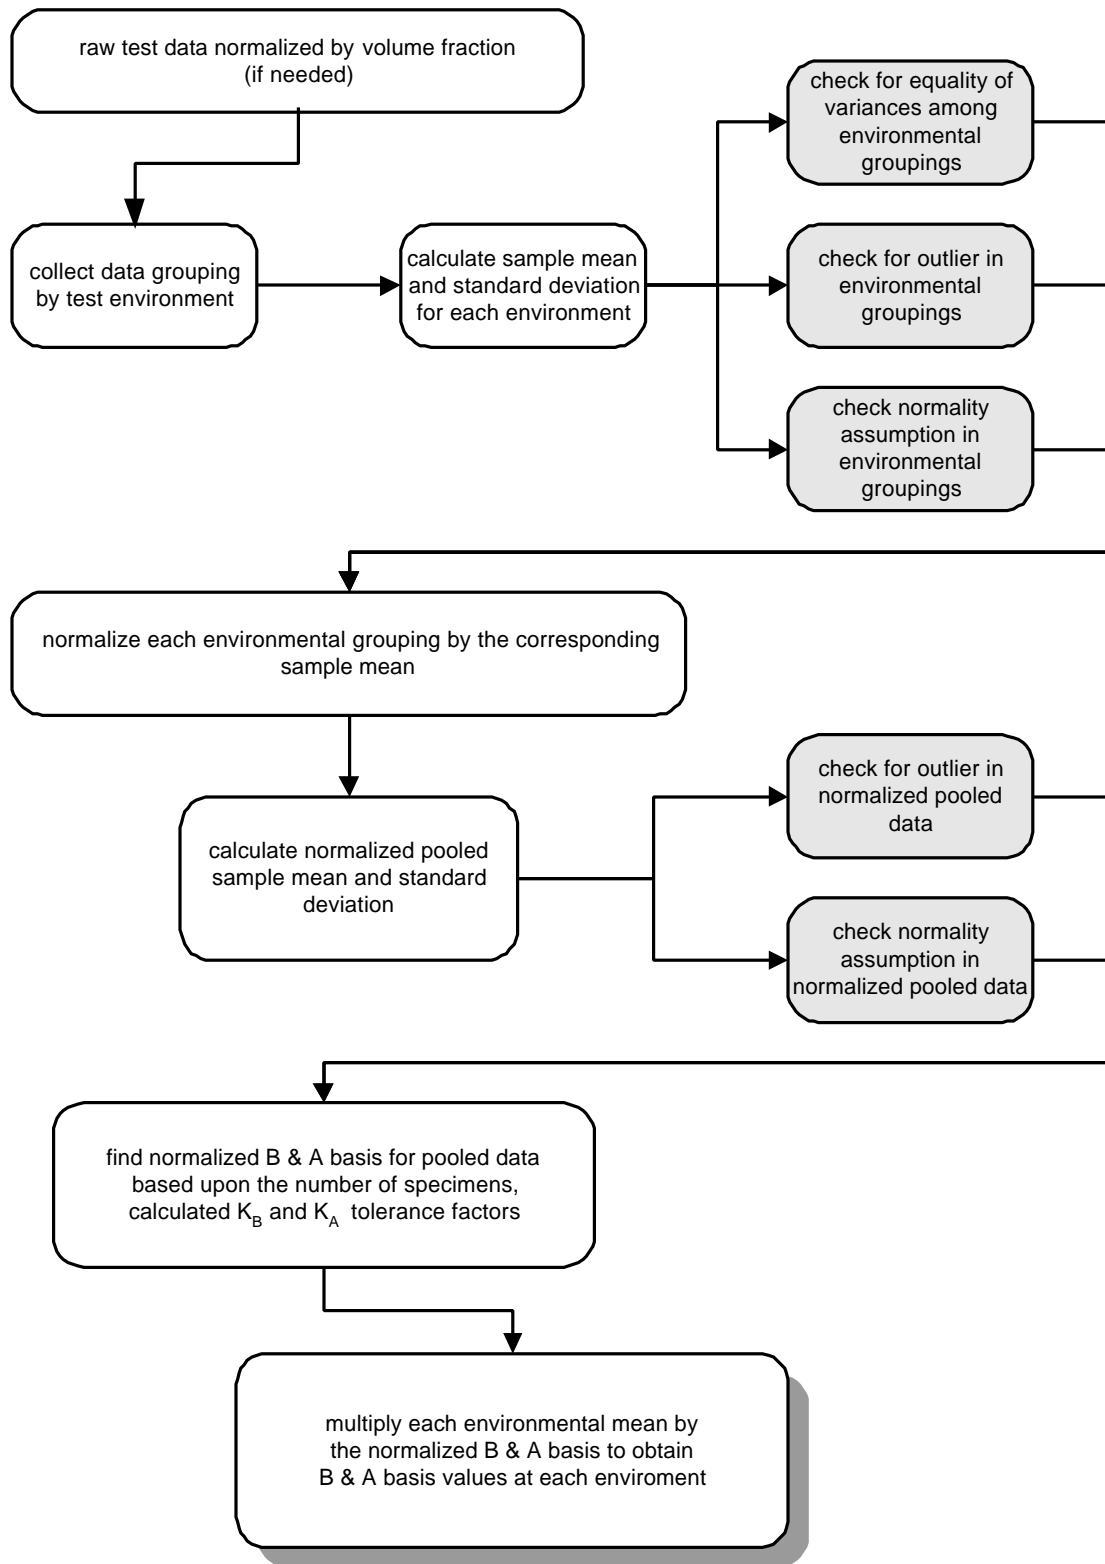 raw test data normalized by volume fraction
(if needed)
check for equality of
variances among
environmental
groupings
collect data grouping
by test environment
calculate sample mean
and standard deviation
for each environment
check for outlier in
environmental
groupings
check normality
assumption in
environmental
groupings
normalize each environmental grouping by the corresponding
sample mean
calculate normalized pooled
sample mean and standard
deviation
check for outlier in
normalized pooled
data
check normality
assumption in
normalized pooled data
find normalized B & A basis for pooled data
based upon the number of specimens,
calculated K_B and K_A tolerance factors
multiply each environmental mean by
the normalized B & A basis to obtain
B & A basis values at each enviroment